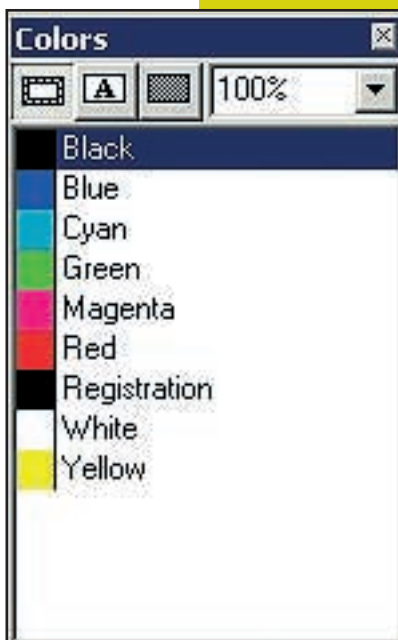 Colors
A 100%
Black
Blue
Cyan
Green
Magenta
Red
Registration
White
Yellow